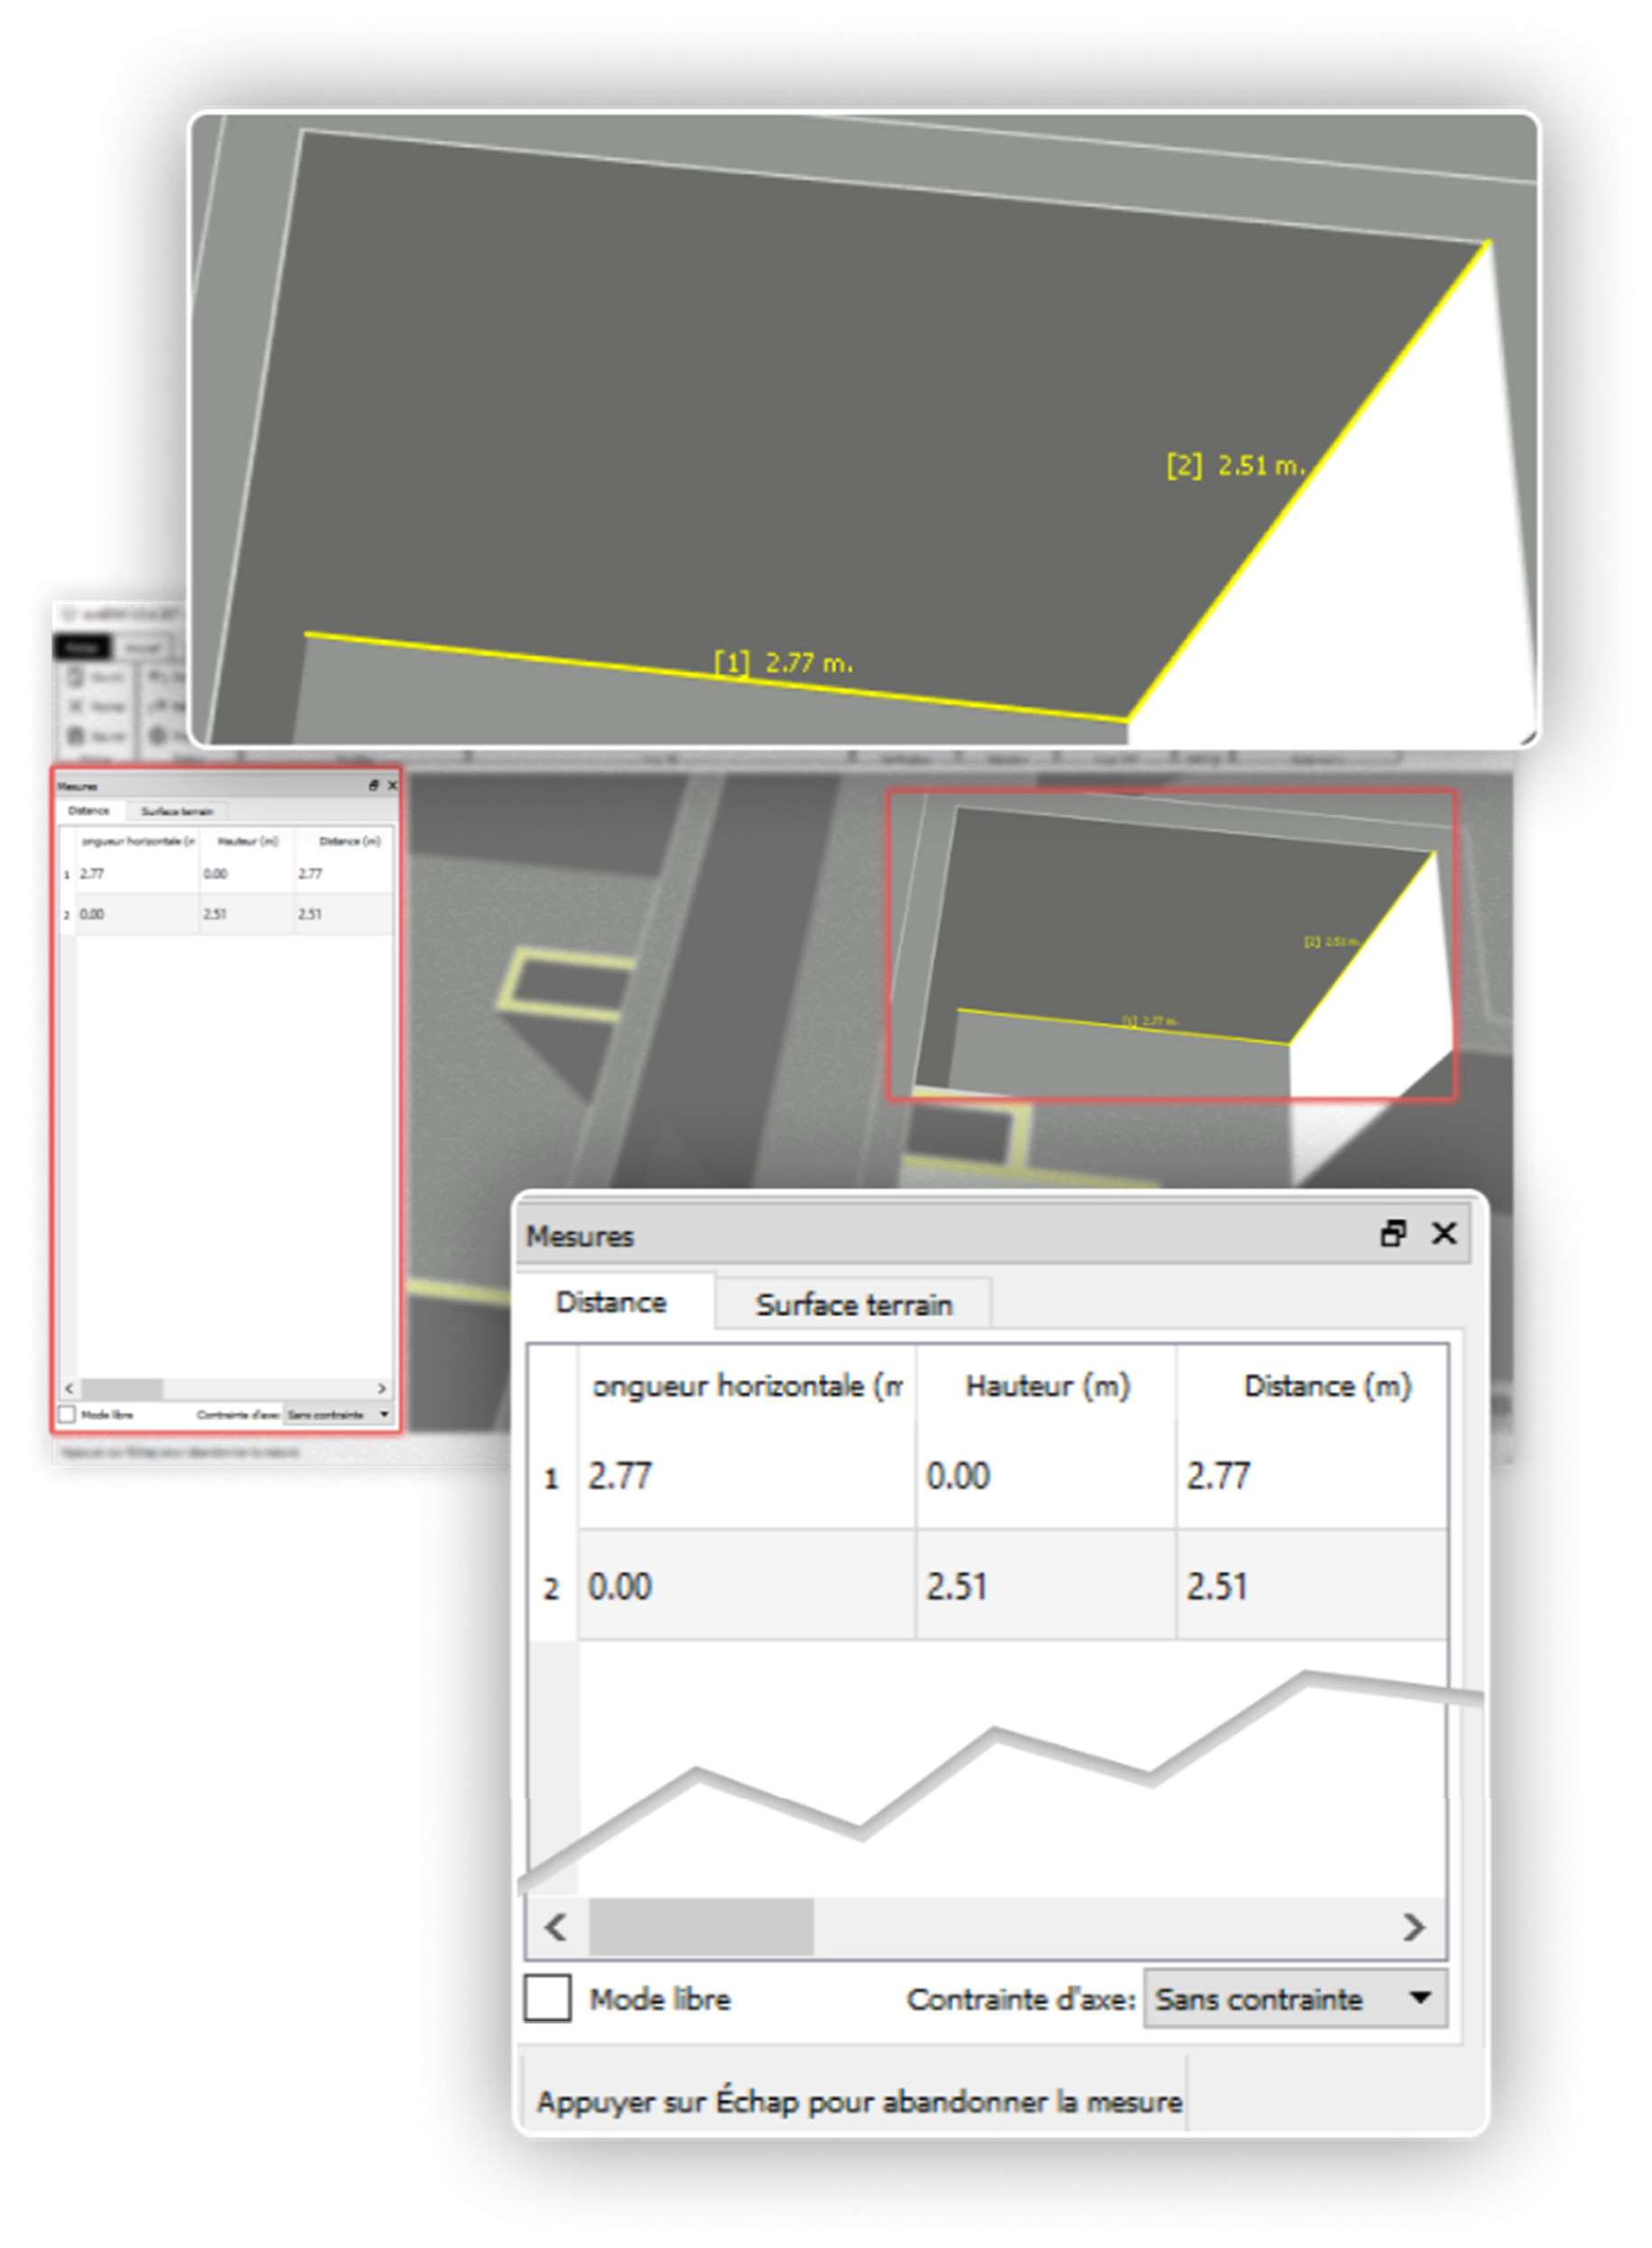 [2] 2.51 m.
[1] 2.77 m.
Mesures
Distance Surface terrain
ongueur horizontale (m Hauteur (m) Distance (m)
1 2.77 0.00 2.77
2 0.00 2.51 2.51
Mode libre Contrainte d'axe: Sans contrainte
[2] 2.51 m.
[1] 2.77 m.
Mesures
Distance Surface terrain
ongueur horizontale (m Hauteur (m) Distance (m)
1 2.77 0.00 2.77
2 0.00 2.51 2.51
Mode libre Contrainte d'axe: Sans contrainte
Appuyer sur Échap pour abandonner la mesure